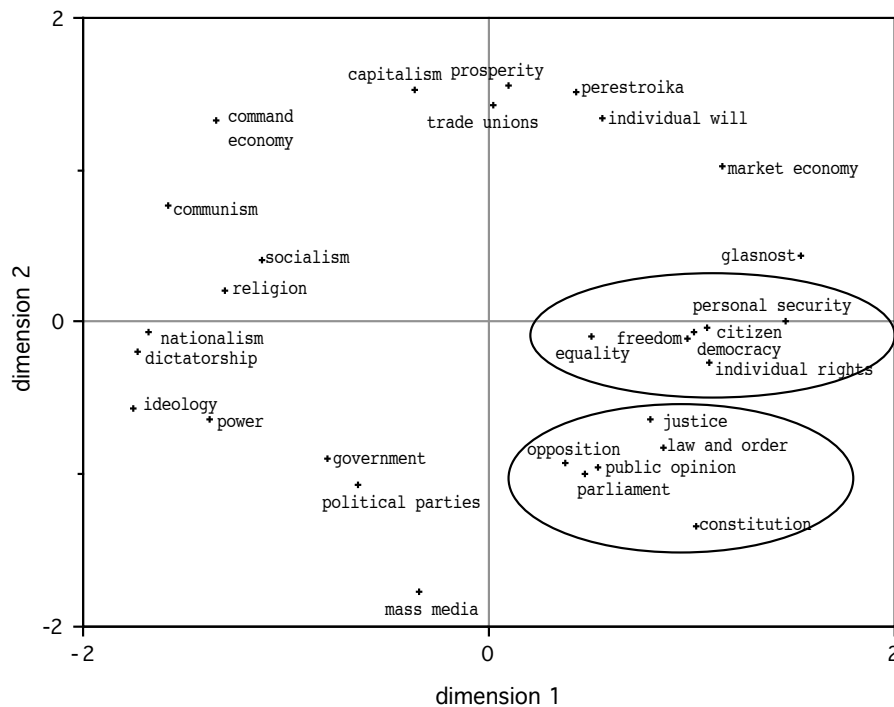 2
capitalism
prosperity
perestroika
command
economy
trade unions
individual will
market economy
communism
socialism
glasnost
religion
personal security
0
nationalism
freedom
citizen
dictatorship
equality
democracy
individual rights
ideology
power
justice
government
opposition
law and order
public opinion
political parties
parliament
constitution
mass media
-2
-2
0
2
dimension 1
dimension 2